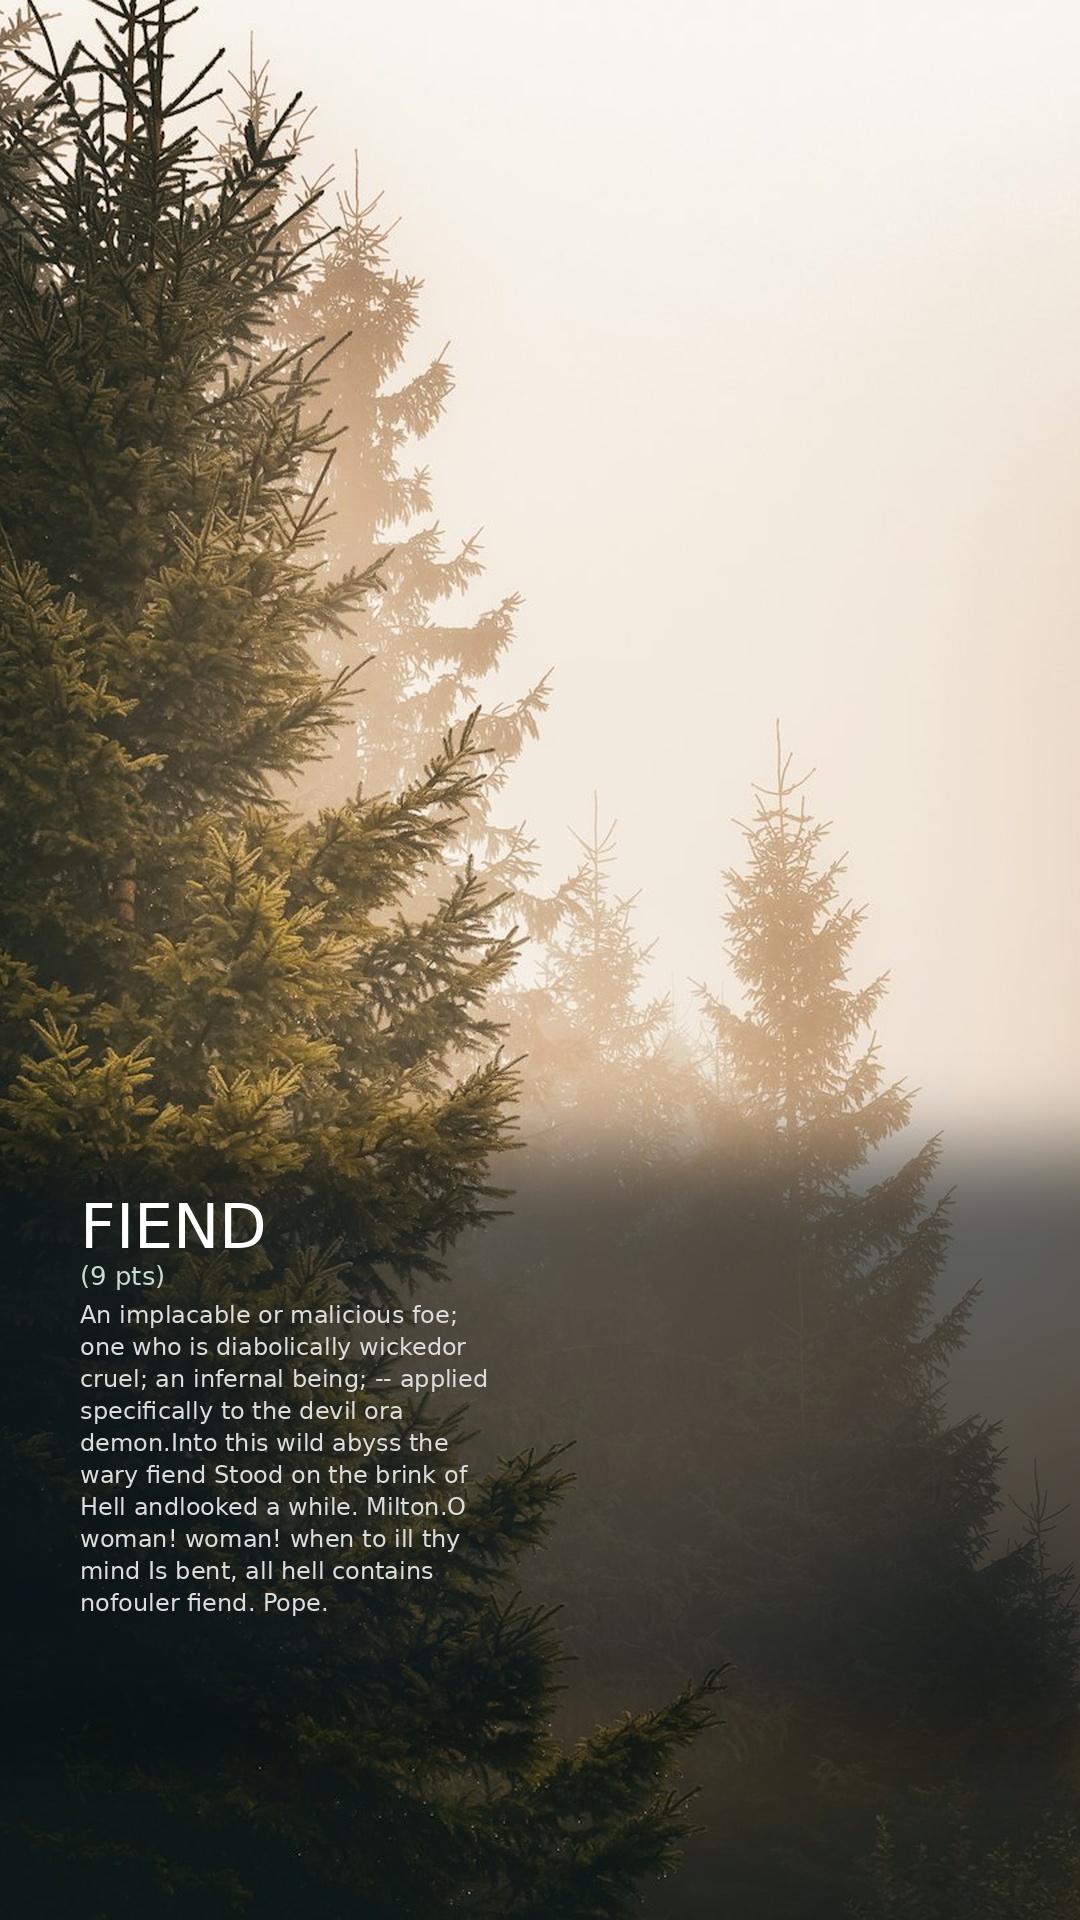 FIEND
(9 pts)
An implacable or malicious foe;
one who is diabolically wickedor
cruel; an infernal being; -- applied
specifically to the devil ora
demon.Into this wild abyss the
wary fiend Stood on the brink of
Hell andlooked a while. Milton.O
woman! woman! when to ill thy
mind Is bent, all hell contains
nofouler fiend. Pope.